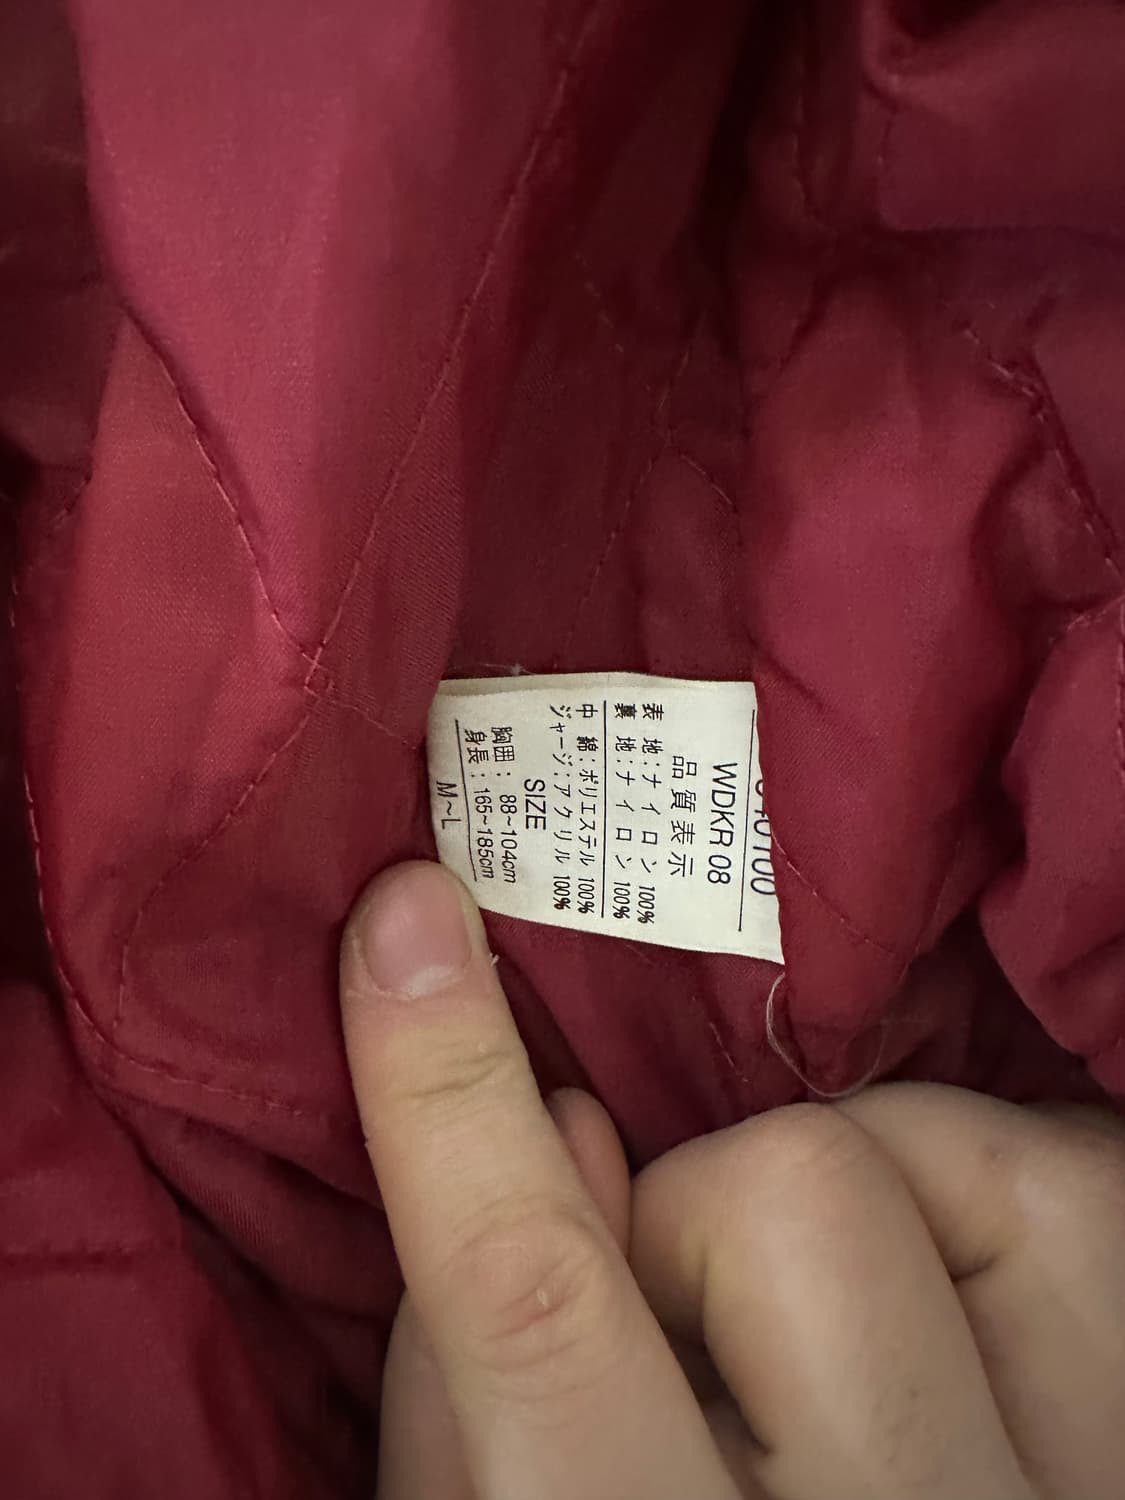 WDKR08
品質表示
表 地:ナイロン 100%
裏 地:ナイロン 100%
中 綿:ポリエステル 100%
ジャージ:アクリル 100%
SIZE
胸囲: 88~104cm
身長: 165~185cm
M~L